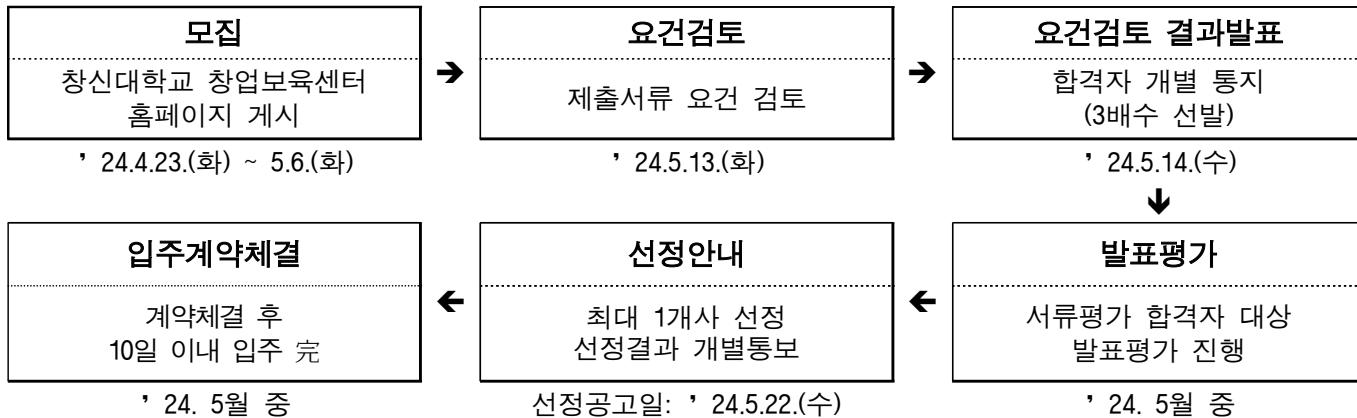 모집
창신대학교 창업보육센터
홈페이지 게시
’ 24.4.23.(화) ~ 5.6.(화)
➔
요건검토
제출서류 요건 검토
’ 24.5.13.(화)
➔
요건검토 결과발표
합격자 개별 통지
(3배수 선발)
’ 24.5.14.(수)
🡻
발표평가
서류평가 합격자 대상
발표평가 진행
’ 24. 5월 중
🡸
선정안내
최대 1개사 선정
선정결과 개별통보
선정공고일: ’ 24.5.22.(수)
🡸
입주계약체결
계약체결 후
10일 이내 입주 完
’ 24. 5월 중